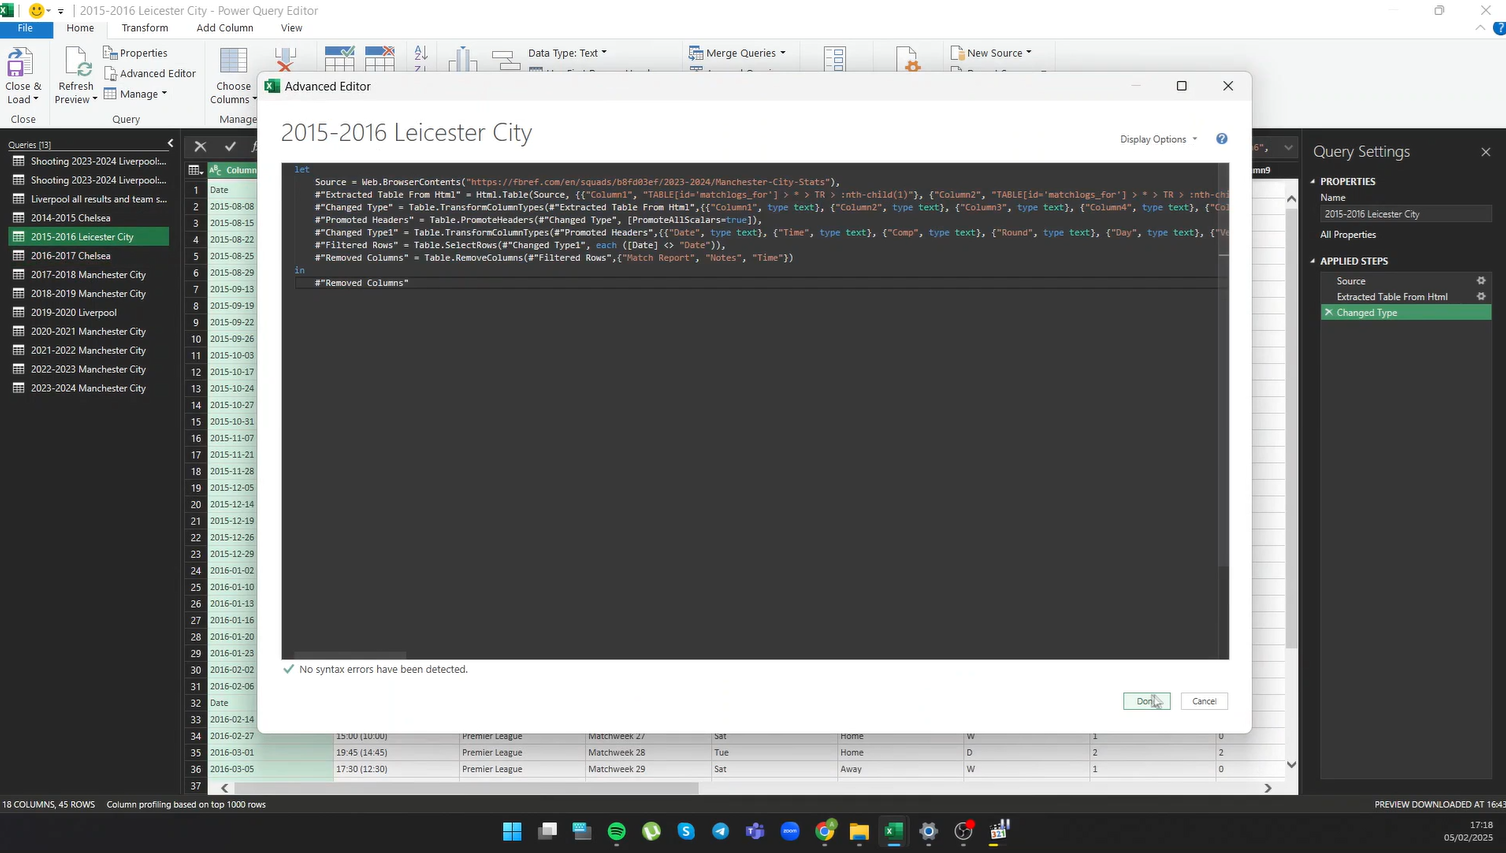 2015-2016 Leicester City - Power Query Editor
File Home Transform Add Column View
Close & Load
Close
Refresh Preview
Properties
Advanced Editor
Manage
Query
Choose Columns
Data Type: Text
Merge Queries
New Source
Queries [13]
Shooting 2023-2024 Liverpool:...
Shooting 2023-2024 Liverpool:...
Liverpool all results and team s...
2014-2015 Chelsea
2015-2016 Leicester City
2016-2017 Chelsea
2017-2018 Manchester City
2018-2019 Manchester City
2019-2020 Liverpool
2020-2021 Manchester City
2021-2022 Manchester City
2022-2023 Manchester City
2023-2024 Manchester City
1 Date
2 2015-08-08
3 2015-08-15
4 2015-08-22
5 2015-08-25
6 2015-08-29
7 2015-09-13
8 2015-09-19
9 2015-09-22
10 2015-09-26
11 2015-10-03
12 2015-10-17
13 2015-10-24
14 2015-10-27
15 2015-10-31
16 2015-11-07
17 2015-11-21
18 2015-11-28
19 2015-12-05
20 2015-12-14
21 2015-12-19
22 2015-12-26
23 2015-12-29
24 2016-01-02
25 2016-01-10
26 2016-01-13
27 2016-01-16
28 2016-01-20
29 2016-01-23
30 2016-02-02
31 2016-02-06
32 Date
33 2016-02-14
34 2016-02-27 15:00 (10:00) Premier League Matchweek 27 Sat Home W 1 0
35 2016-03-01 19:45 (14:45) Premier League Matchweek 28 Tue Home D 2 2
36 2016-03-05 17:30 (12:30) Premier League Matchweek 29 Sat Away W 1 0
37
Advanced Editor
2015-2016 Leicester City
Display Options
let
Source = Web.BrowserContents("https://fbref.com/en/squads/b8fd03ef/2023-2024/Manchester-City-Stats"),
#"Extracted Table From Html" = Html.Table(Source, {{"Column1", "TABLE[id='matchlogs_for'] > * > TR > :nth-child(1)"}, {"Column2", "TABLE[id='matchlogs_for'] > * > TR > :nth-chi
#"Changed Type" = Table.TransformColumnTypes(#"Extracted Table From Html",{{"Column1", type text}, {"Column2", type text}, {"Column3", type text}, {"Column4", type text}, {"Col
#"Promoted Headers" = Table.PromoteHeaders(#"Changed Type", [PromoteAllScalars=true]),
#"Changed Type1" = Table.TransformColumnTypes(#"Promoted Headers",{{"Date", type text}, {"Time", type text}, {"Comp", type text}, {"Round", type text}, {"Day", type text}, {"Ve
#"Filtered Rows" = Table.SelectRows(#"Changed Type1", each ([Date] <> "Date")),
#"Removed Columns" = Table.RemoveColumns(#"Filtered Rows",{"Match Report", "Notes", "Time"})
in
#"Removed Columns"
No syntax errors have been detected.
Done Cancel
Query Settings
PROPERTIES
Name
2015-2016 Leicester City
All Properties
APPLIED STEPS
Source
Extracted Table From Html
Changed Type
18 COLUMNS, 45 ROWS Column profiling based on top 1000 rows
PREVIEW DOWNLOADED AT 16:43
17:18
05/02/2025